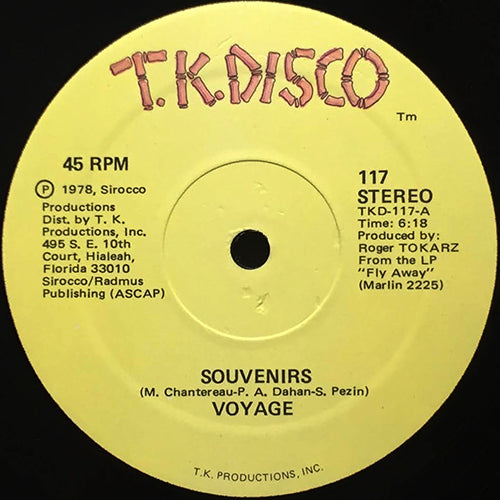 T.K.DISCO
Tm
45 RPM
Ⓟ 1978, Sirocco
Productions
Dist. by T. K.
Productions, Inc.
495 S. E. 10th
Court, Hialeah,
Florida 33010
Sirocco/Radmus
Publishing (ASCAP)
117
STEREO
TKD-117-A
Time: 6:18
Produced by:
Roger TOKARZ
From the LP
"Fly Away"
(Marlin 2225)
SOUVENIRS
(M. Chantereau-P. A. Dahan-S. Pezin)
VOYAGE
T.K. PRODUCTIONS, INC.